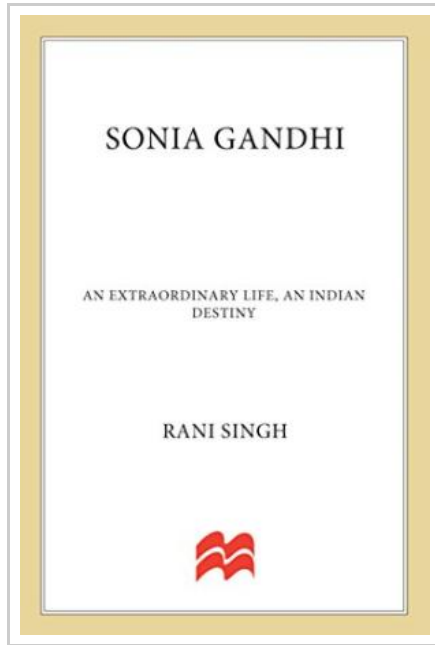 SONIA GANDHI
AN EXTRAORDINARY LIFE, AN INDIAN
DESTINY
RANI SINGH